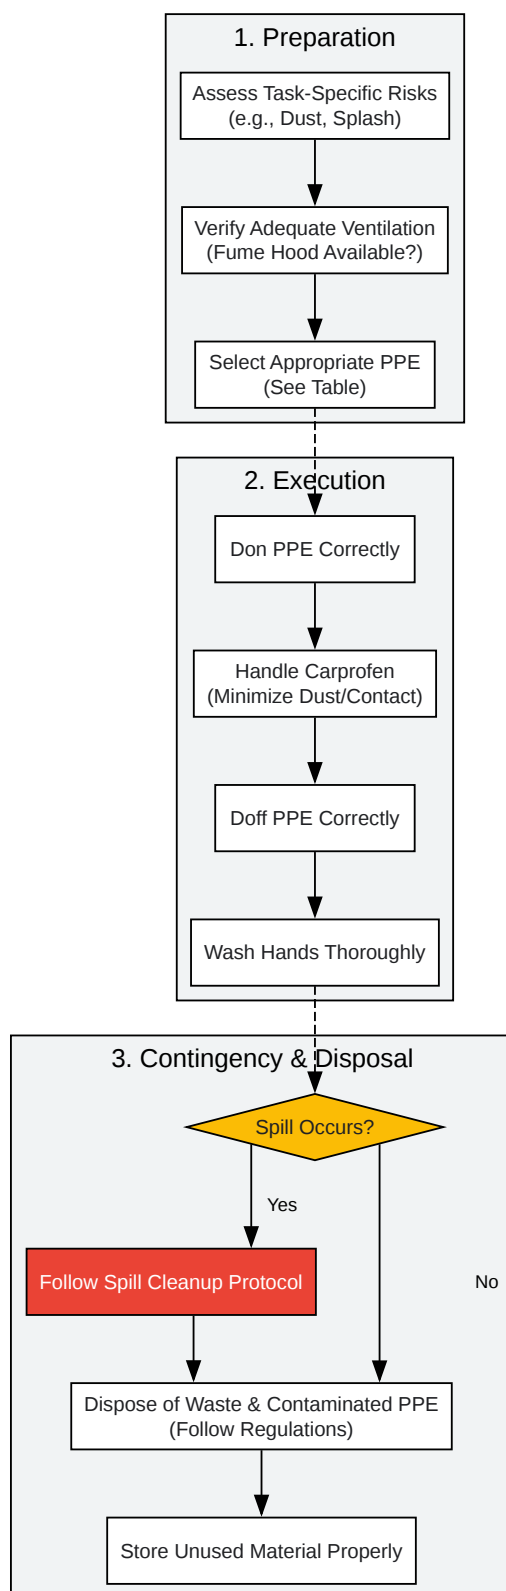 1. Preparation
Assess Task-Specific Risks
(e.g., Dust, Splash)
Verify Adequate Ventilation
(Fume Hood Available?)
Select Appropriate PPE
(See Table)
2. Execution
Don PPE Correctly
Handle Carprofen
(Minimize Dust/Contact)
Doff PPE Correctly
Wash Hands Thoroughly
3. Contingency & Disposal
Spill Occurs?
Yes
Follow Spill Cleanup Protocol
No
Dispose of Waste & Contaminated PPE
(Follow Regulations)
Store Unused Material Properly